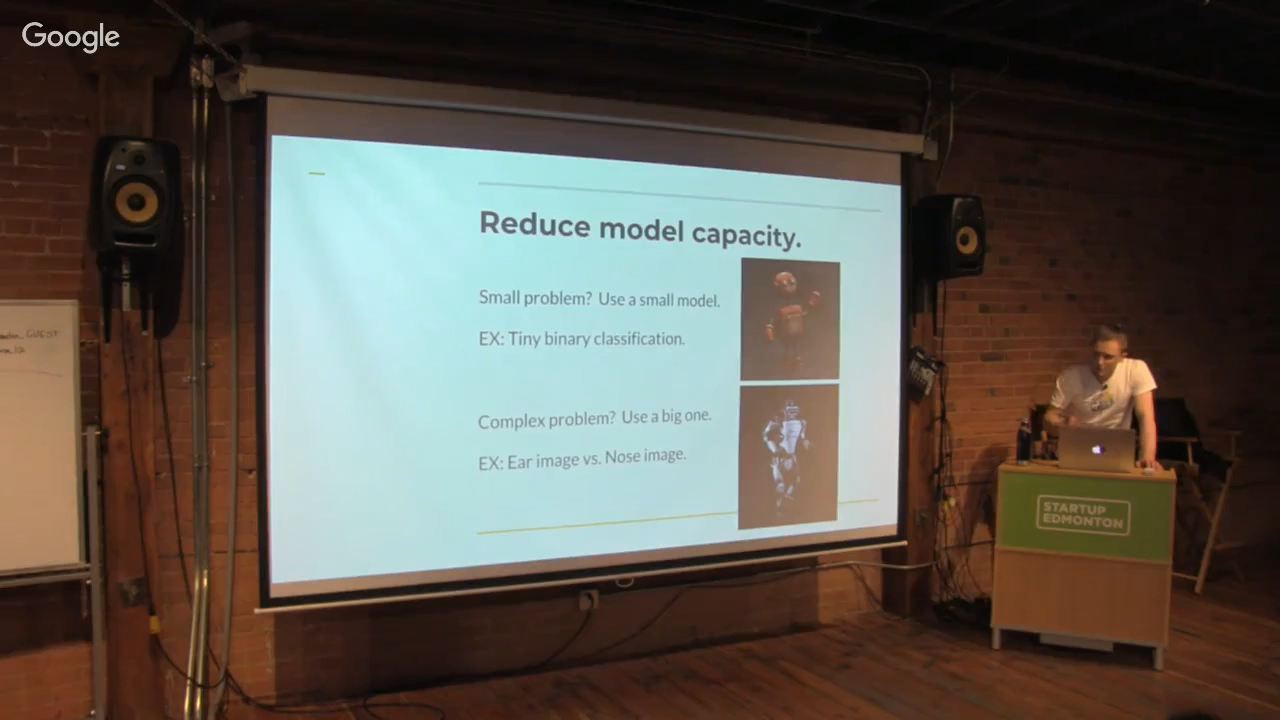 Google
Reduce model capacity.
Small problem? Use a small model.
EX: Tiny binary classification.
Complex problem? Use a big one.
EX: Ear image vs. Nose image.
GUEST
STARTUP
EDMONTON